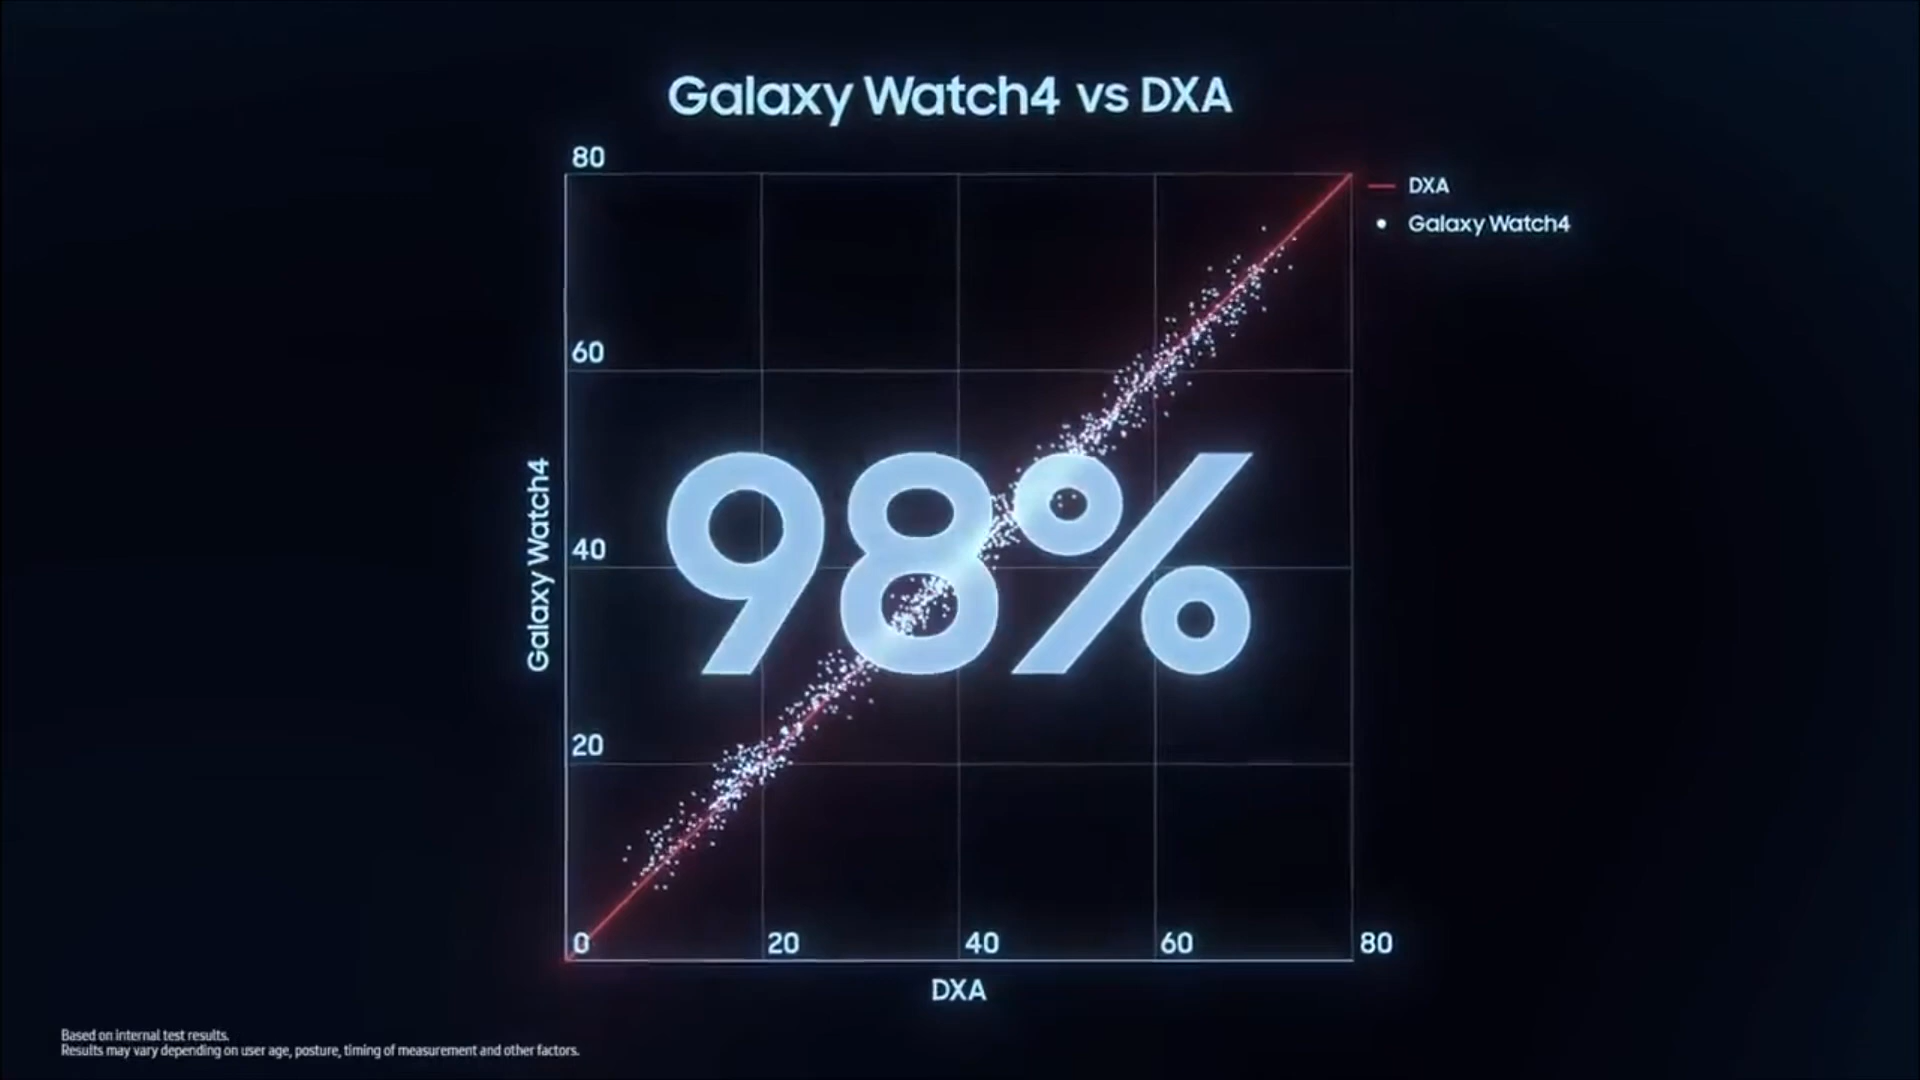 Galaxy Watch4 vs DXA
80
DXA
Galaxy Watch4
60
98%
Galaxy Watch4
40
20
0
20
40
60
80
DXA
Based on internal test results.
Results may vary depending on user age, posture, timing of measurement and other factors.